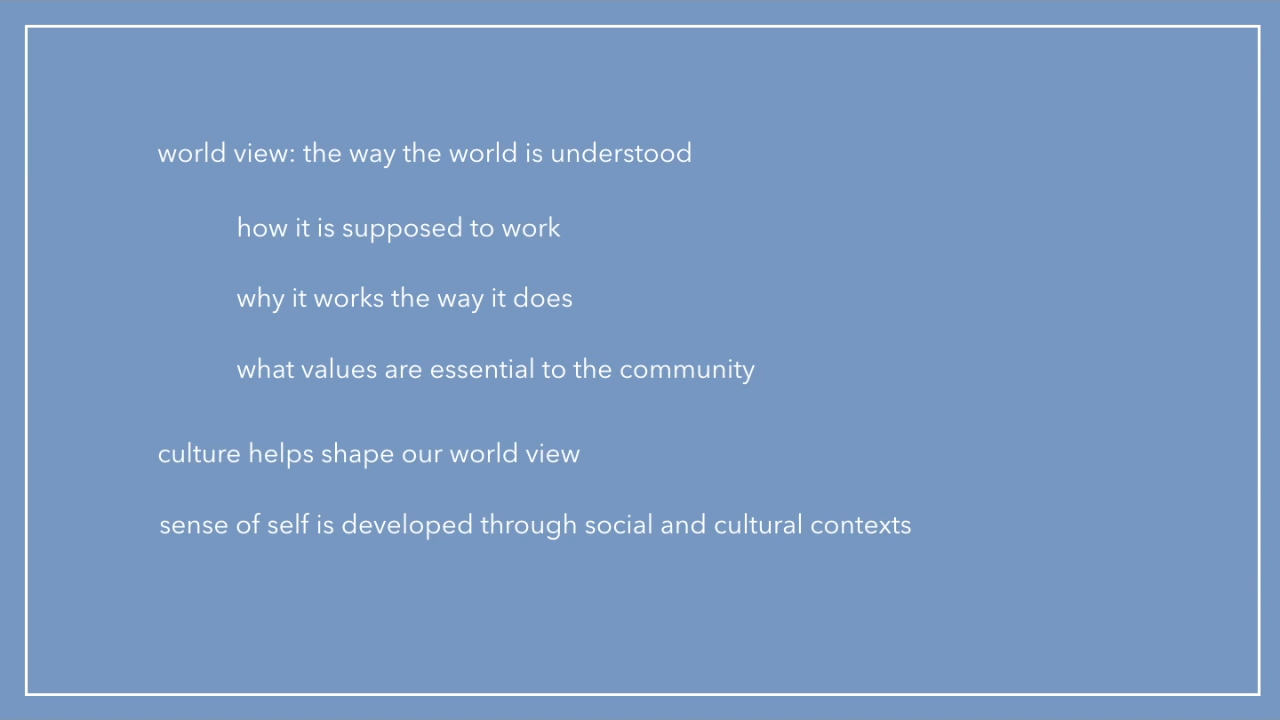 world view: the way the world is understood
how it is supposed to work
why it works the way it does
what values are essential to the community
culture helps shape our world view
sense of self is developed through social and cultural contexts